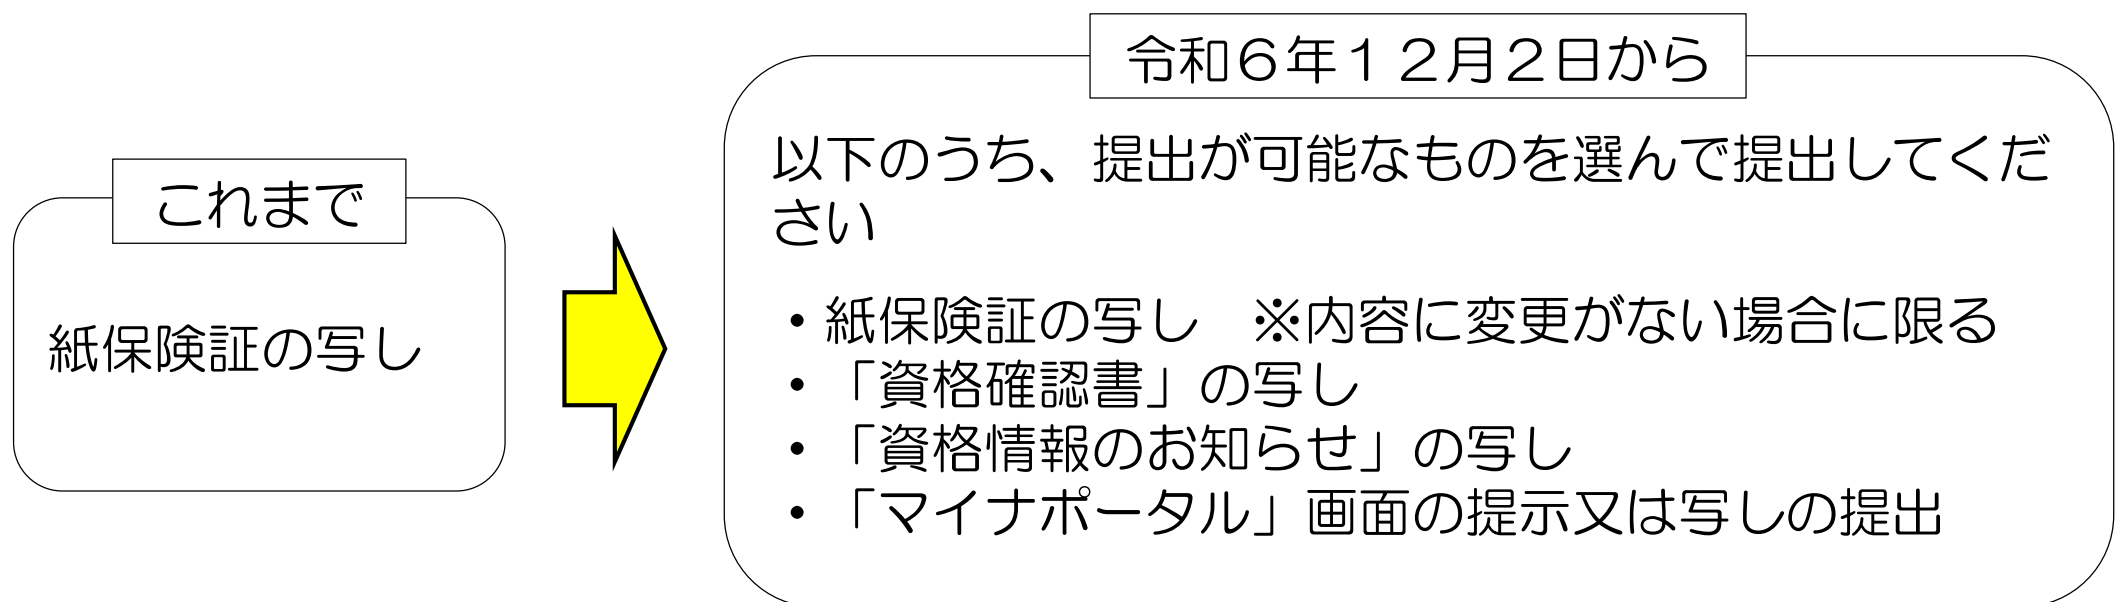 これまで
紙保険証の写し
令和６年１２月２日から
以下のうち、提出が可能なものを選んで提出してくだ
さい
・紙保険証の写し　※内容に変更がない場合に限る
・「資格確認書」の写し
・「資格情報のお知らせ」の写し
・「マイナポータル」画面の提示又は写しの提出